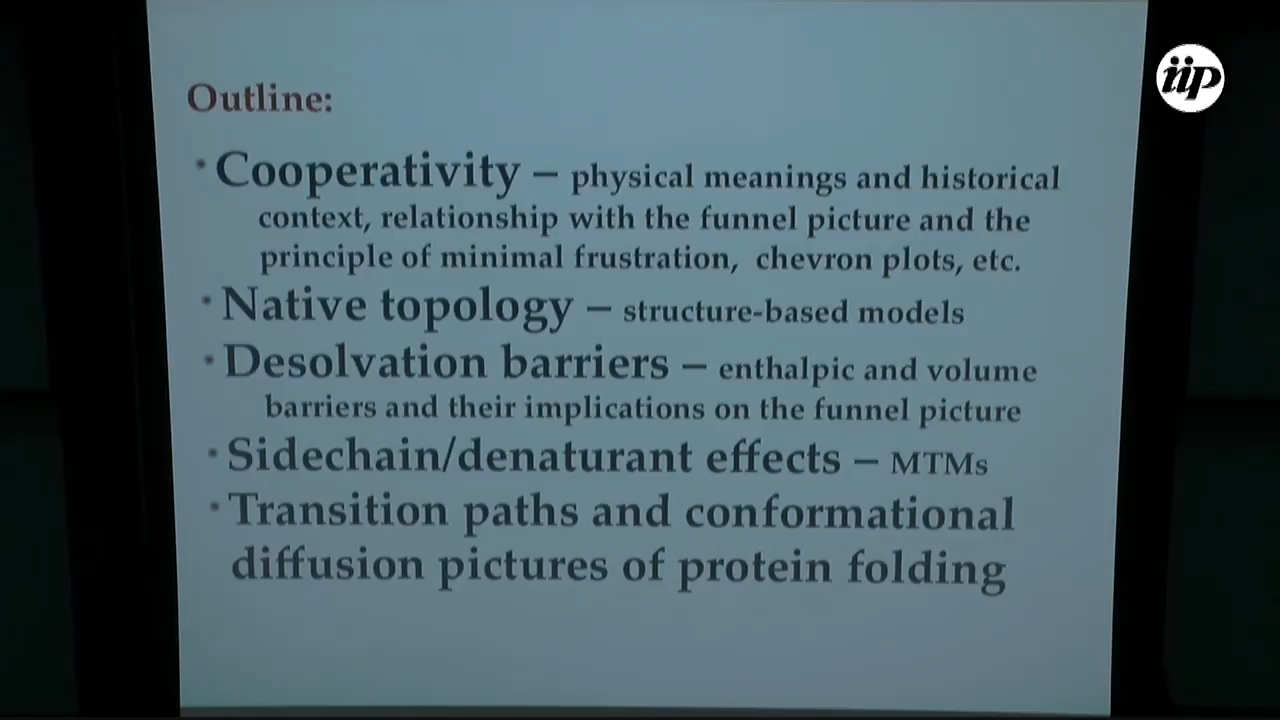 iip
Outline:
• Cooperativity – physical meanings and historical
context, relationship with the funnel picture and the
principle of minimal frustration, chevron plots, etc.
• Native topology – structure-based models
• Desolvation barriers – enthalpic and volume
barriers and their implications on the funnel picture
• Sidechain/denaturant effects – MTMs
• Transition paths and conformational
diffusion pictures of protein folding